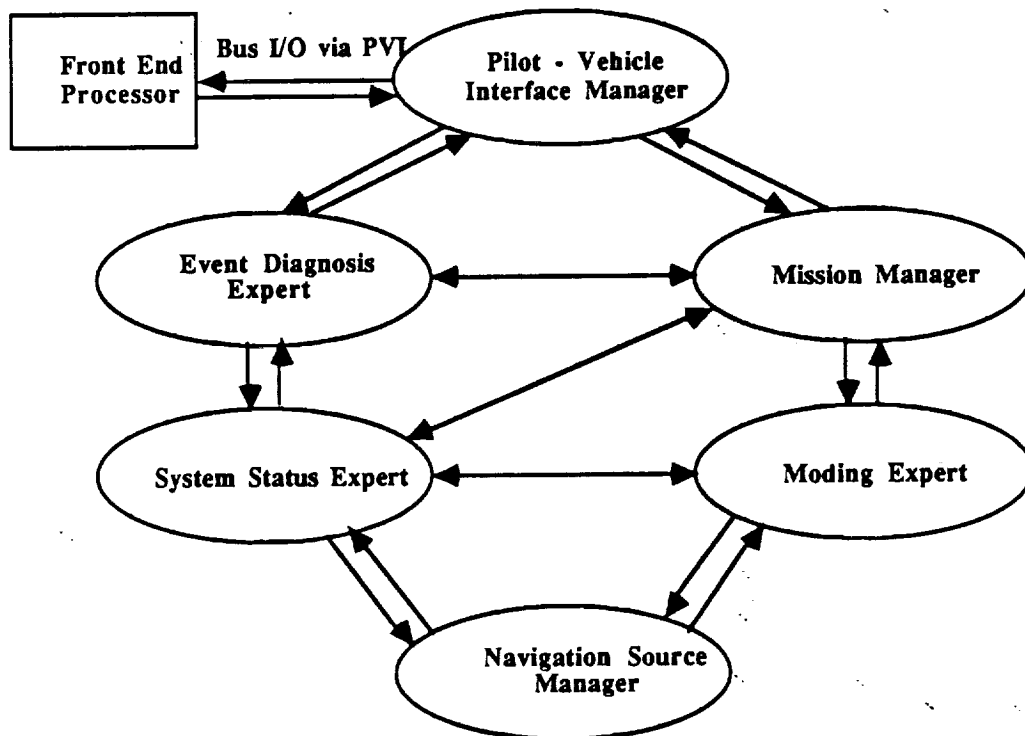 Bus I/O via PVI
Front End
Processor
Pilot - Vehicle
Interface Manager
Event Diagnosis
Expert
Mission Manager
System Status Expert
Moding Expert
Navigation Source
Manager